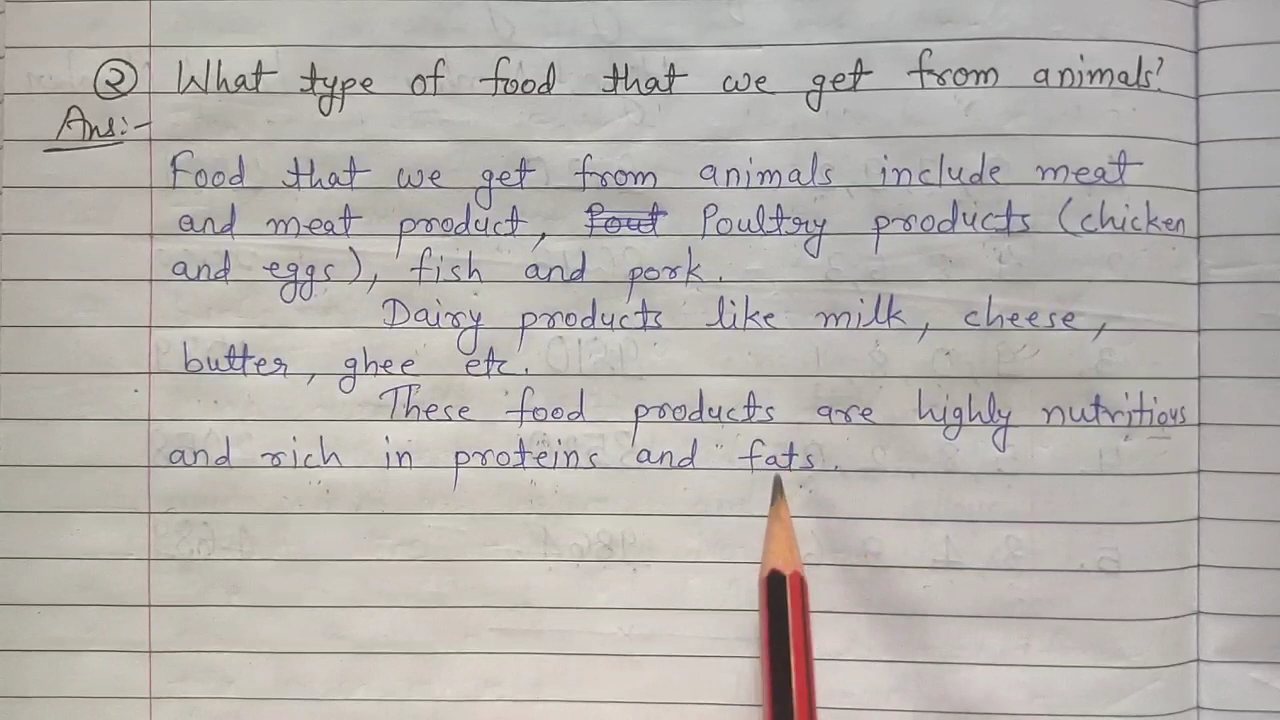 ② What type of food that we get from animals?
Ans:-
Food that we get from animals include meat
and meat product, Pout Poultry products (chicken
and eggs), fish and pork.
Dairy products like milk, cheese,
butter, ghee etc.
These food products are highly nutritious
and rich in proteins and fats.